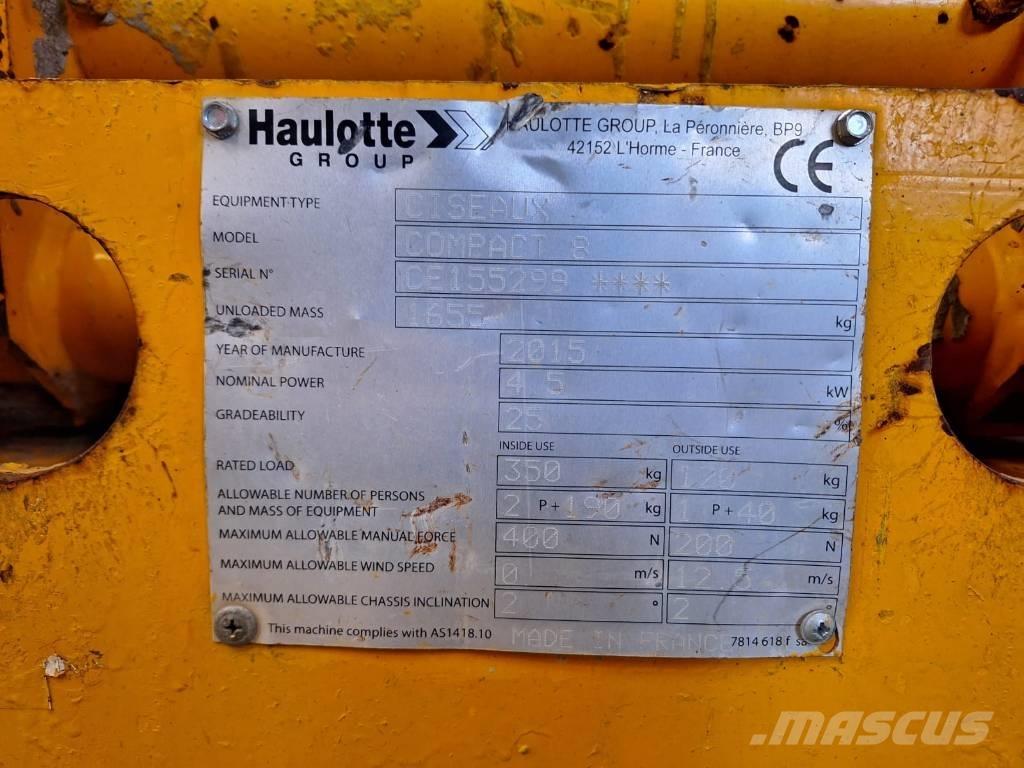 Haulotte
GROUP
HAULOTTE GROUP, La Péronnière, BP9
42152 L'Horme - France
CE
EQUIPMENT TYPE CISEAUX
MODEL COMPACT 8
SERIAL N° CE155299 ****
UNLOADED MASS 1655 kg
YEAR OF MANUFACTURE 2015
NOMINAL POWER 4 5 kW
GRADEABILITY 25 %
INSIDE USE OUTSIDE USE
RATED LOAD 350 kg 120 kg
ALLOWABLE NUMBER OF PERSONS
AND MASS OF EQUIPMENT 2 P + 190 kg 1 P + 40 kg
MAXIMUM ALLOWABLE MANUAL FORCE 400 N 200 N
MAXIMUM ALLOWABLE WIND SPEED 0 m/s 12.5 m/s
MAXIMUM ALLOWABLE CHASSIS INCLINATION 2 ° 2 °
This machine complies with AS1418.10 MADE IN FRANCE 7814 618 f sa
MASCUS